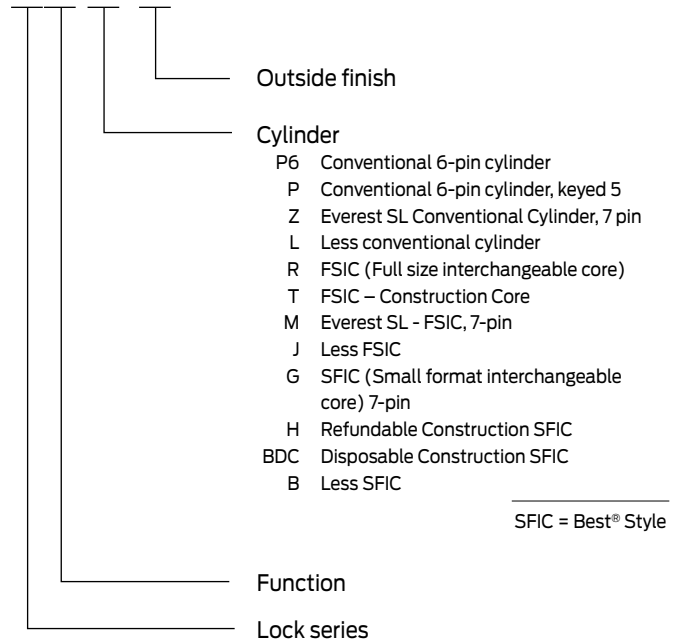 Outside finish
Cylinder
P6 Conventional 6-pin cylinder
P Conventional 6-pin cylinder, keyed 5
Z Everest SL Conventional Cylinder, 7 pin
L Less conventional cylinder
R FSIC (Full size interchangeable core)
T FSIC – Construction Core
M Everest SL - FSIC, 7-pin
J Less FSIC
G SFIC (Small format interchangeable
core) 7-pin
H Refundable Construction SFIC
BDC Disposable Construction SFIC
B Less SFIC
SFIC = Best® Style
Function
Lock series